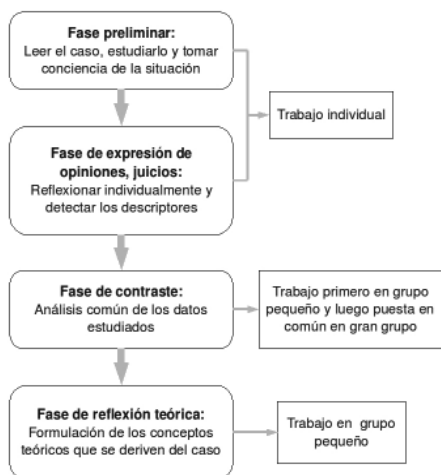 Fase preliminar:
Leer el caso, estudiarlo y tomar
conciencia de la situación
Trabajo individual
Fase de expresión de
opiniones, juicios:
Reflexionar individualmente y
detectar los descriptores
Fase de contraste:
Análisis común de los datos
estudiados
Trabajo primero en grupo
pequeño y luego puesta en
común en gran grupo
Fase de reflexión teórica:
Formulación de los conceptos
teóricos que se deriven del caso
Trabajo en grupo
pequeño